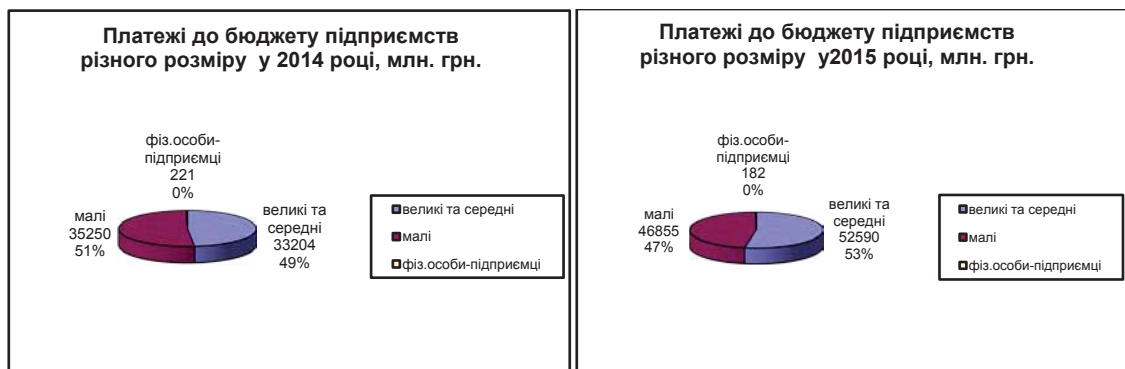 Платежі до бюджету підприємств
різного розміру у 2014 році, млн. грн.
фіз.особи-
підприємці
221
0%
малі
35250
51%
великі та
середні
33204
49%
великі та середні
малі
фіз.особи-підприємці
Платежі до бюджету підприємств
різного розміру у2015 році, млн. грн.
фіз.особи-
підприємці
182
0%
малі
46855
47%
великі та
середні
52590
53%
великі та середні
малі
фіз.особи-підприємці